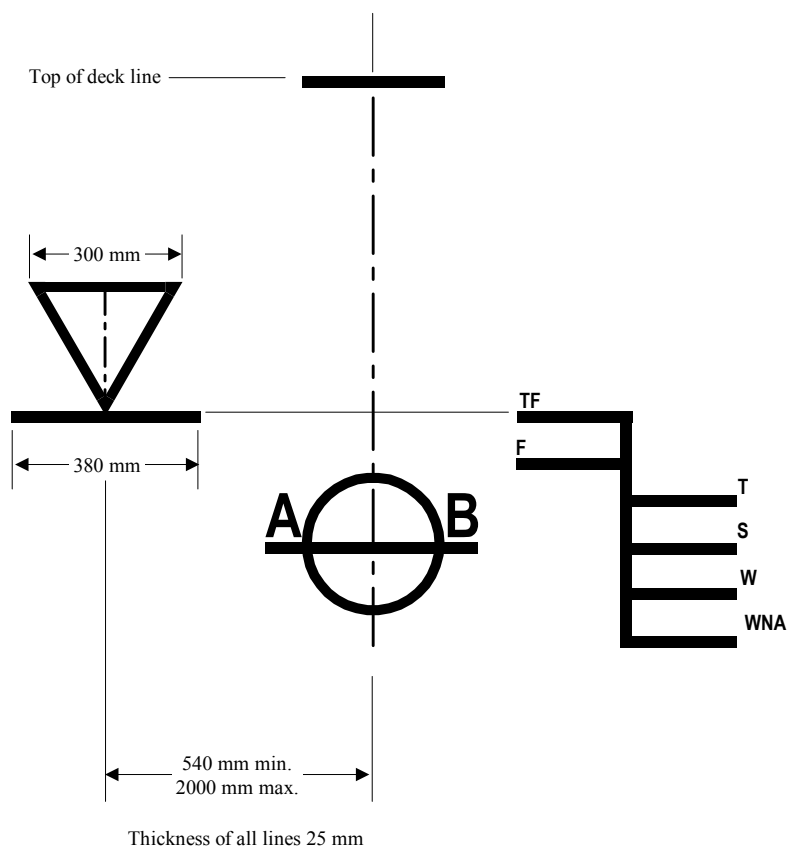 Top of deck line
300 mm
TF
380 mm
F
A B
T
S
W
WNA
540 mm min.
2000 mm max.
Thickness of all lines 25 mm